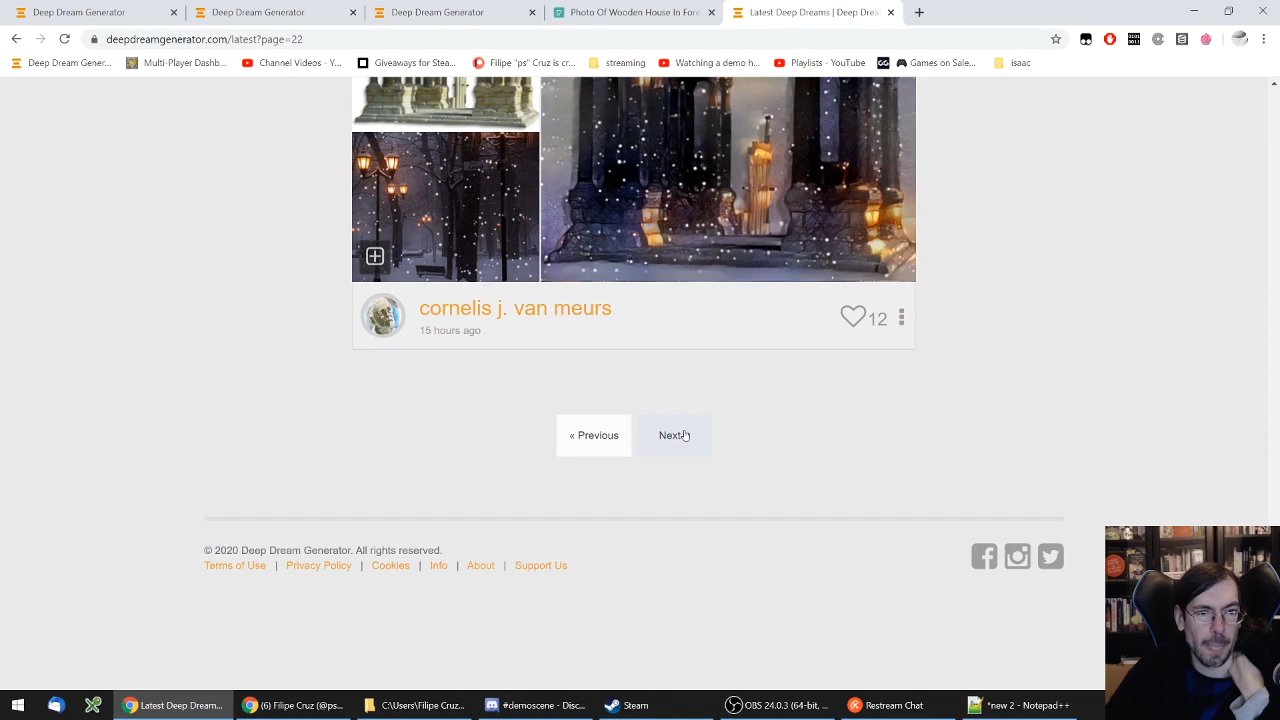 Deep Dream Generator
Deep Dream Generator
Deep Dream Generator
Photo Of Wooden House In Fore
Latest Deep Dreams | Deep Drea
deepdreamgenerator.com/latest?page=22
Deep Dream Gener...
Multi-Player Dashb...
Channel Videos - Y...
Giveaways for Stea...
Filipe "ps" Cruz is c...
streaming
Watching a demo h...
Playlists - YouTube
Games on Sale...
isaac
cornelis j. van meurs
15 hours ago
12
« Previous
Next
© 2020 Deep Dream Generator. All rights reserved.
Terms of Use | Privacy Policy | Cookies | Info | About | Support Us
Latest Deep Dream...
(6) Filipe Cruz (@ps...
C:\Users\Filipe Cruz...
#demoscene - Disc...
Steam
OBS 24.0.3 (64-bit, ...
Restream Chat
*new 2 - Notepad++